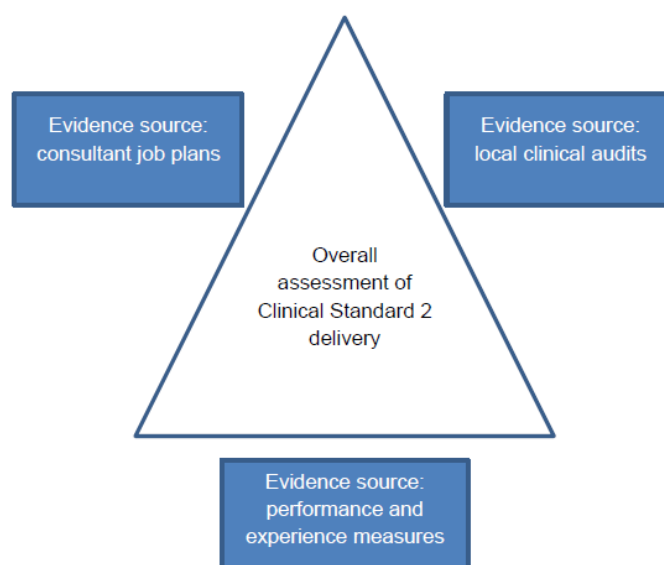 Evidence source:
consultant job plans
Evidence source:
local clinical audits
Overall
assessment of
Clinical Standard 2
delivery
Evidence source:
performance and
experience measures